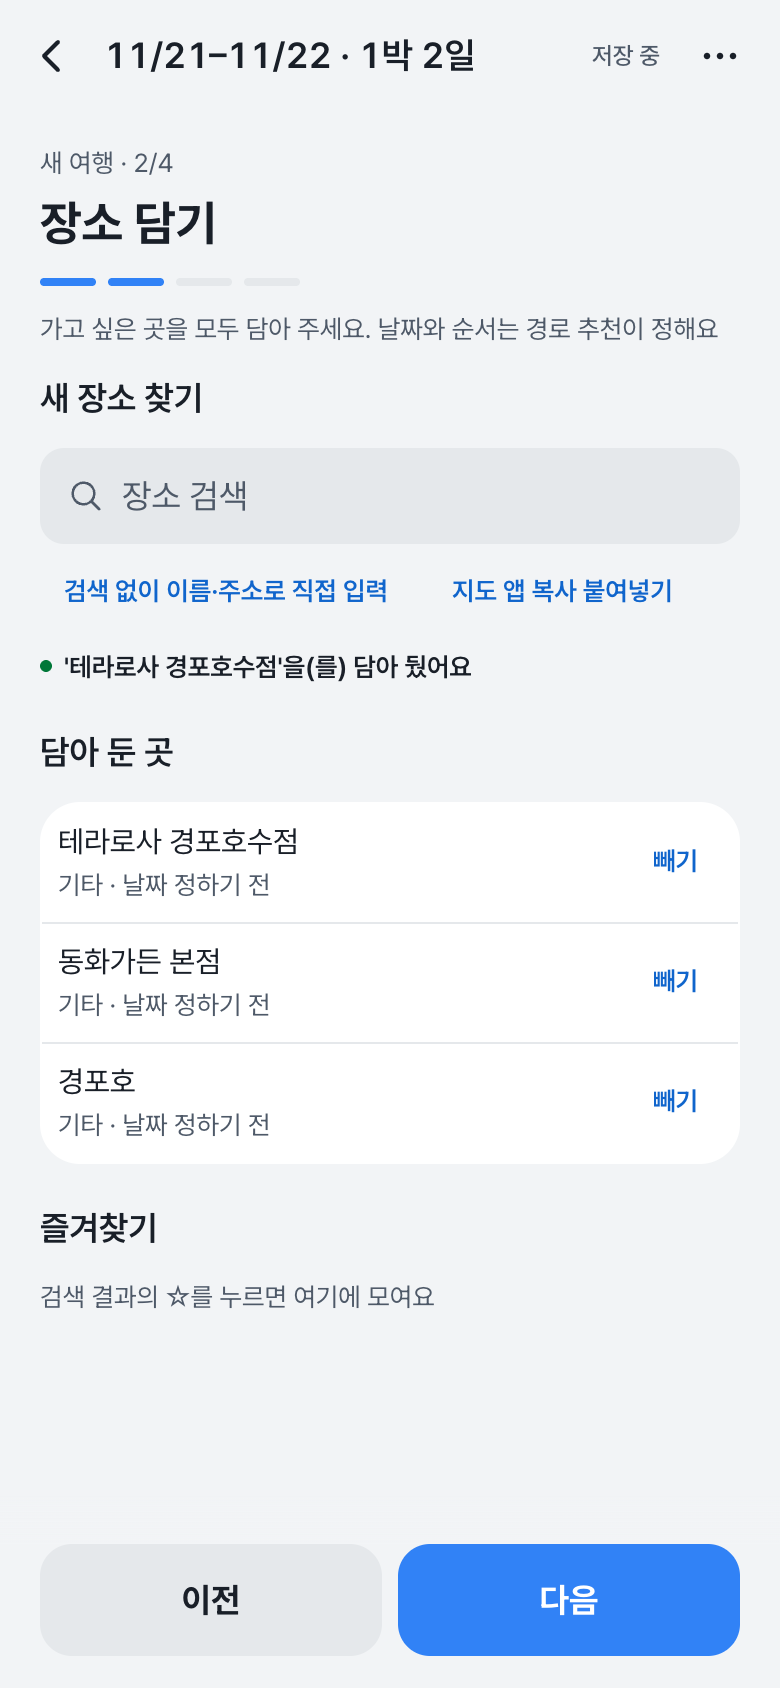 11/21–11/22 · 1박 2일
저장 중
새 여행 · 2/4
장소 담기
가고 싶은 곳을 모두 담아 주세요. 날짜와 순서는 경로 추천이 정해요
새 장소 찾기
장소 검색
검색 없이 이름·주소로 직접 입력
지도 앱 복사 붙여넣기
'테라로사 경포호수점'을(를) 담아 뒀어요
담아 둔 곳
테라로사 경포호수점
기타 · 날짜 정하기 전
빼기
동화가든 본점
기타 · 날짜 정하기 전
빼기
경포호
기타 · 날짜 정하기 전
빼기
즐겨찾기
검색 결과의 ☆를 누르면 여기에 모여요
이전
다음